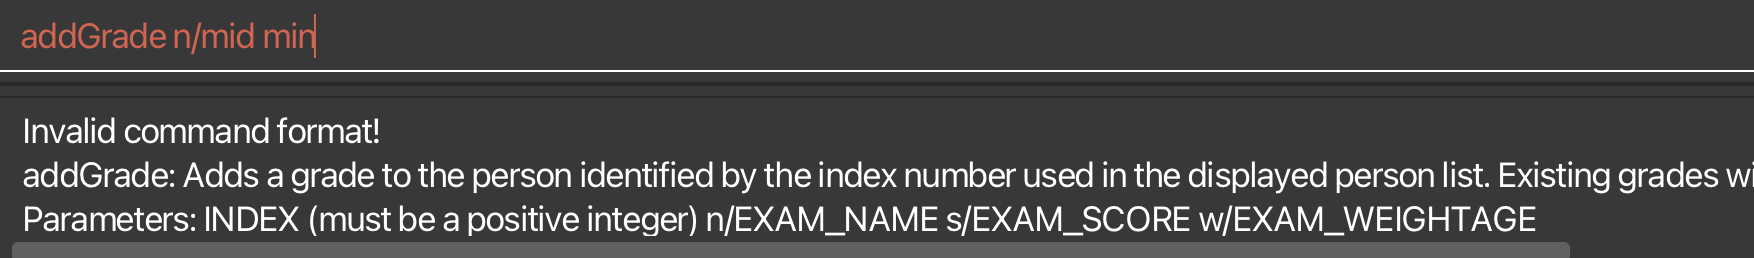 addGrade n/mid min
Invalid command format!
addGrade: Adds a grade to the person identified by the index number used in the displayed person list. Existing grades
Parameters: INDEX (must be a positive integer) n/EXAM_NAME s/EXAM_SCORE w/EXAM_WEIGHTAGE